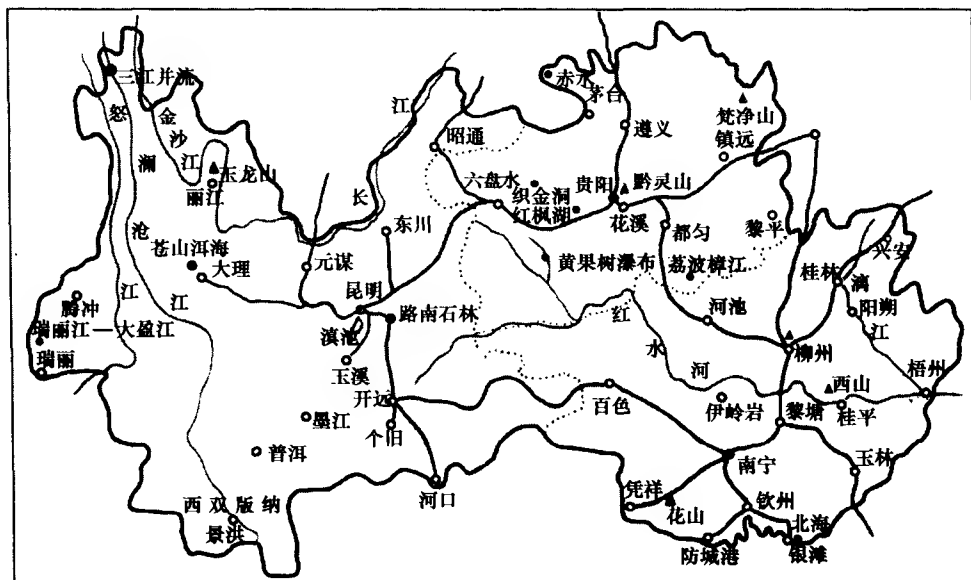 三江并流
怒
江
澜
沧
江
金
沙
江
玉龙山
丽江
苍山洱海
大理
腾冲
瑞丽江—大盈江
瑞丽
元谋
长
江
昭通
东川
昆明
滇池
玉溪
路南石林
开远
个旧
墨江
普洱
西双版纳
景洪
河口
赤水
茅台
遵义
梵净山
镇远
六盘水
织金洞
红枫湖
贵阳
黔灵山
花溪
都匀
黎平
黄果树瀑布
荔波樟江
河池
红
水
河
桂林
兴安
漓
江
阳朔
柳州
梧州
西山
桂平
百色
伊岭岩
黎塘
玉林
南宁
凭祥
花山
钦州
防城港
北海
银滩